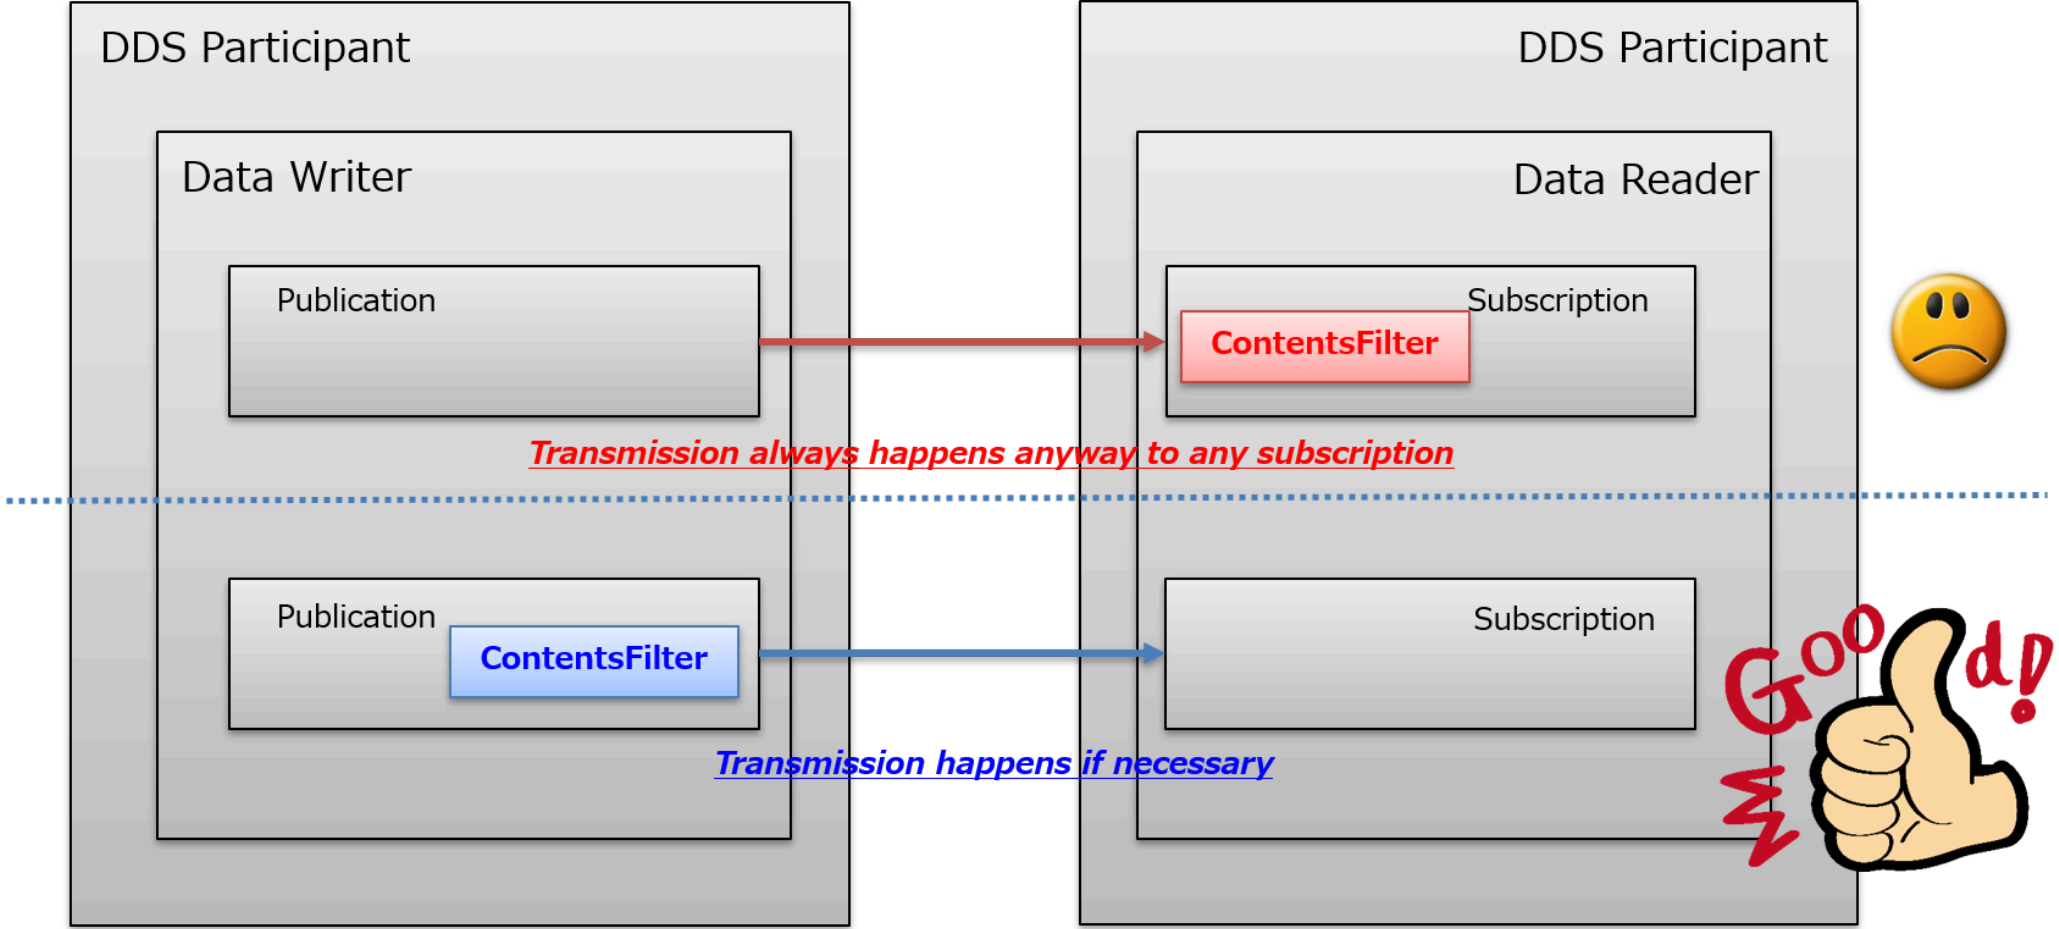 DDS Participant
DDS Participant
Data Writer
Data Reader
Publication
Subscription
ContentsFilter
Transmission always happens anyway to any subscription
Publication
Subscription
ContentsFilter
Good!
Transmission happens if necessary